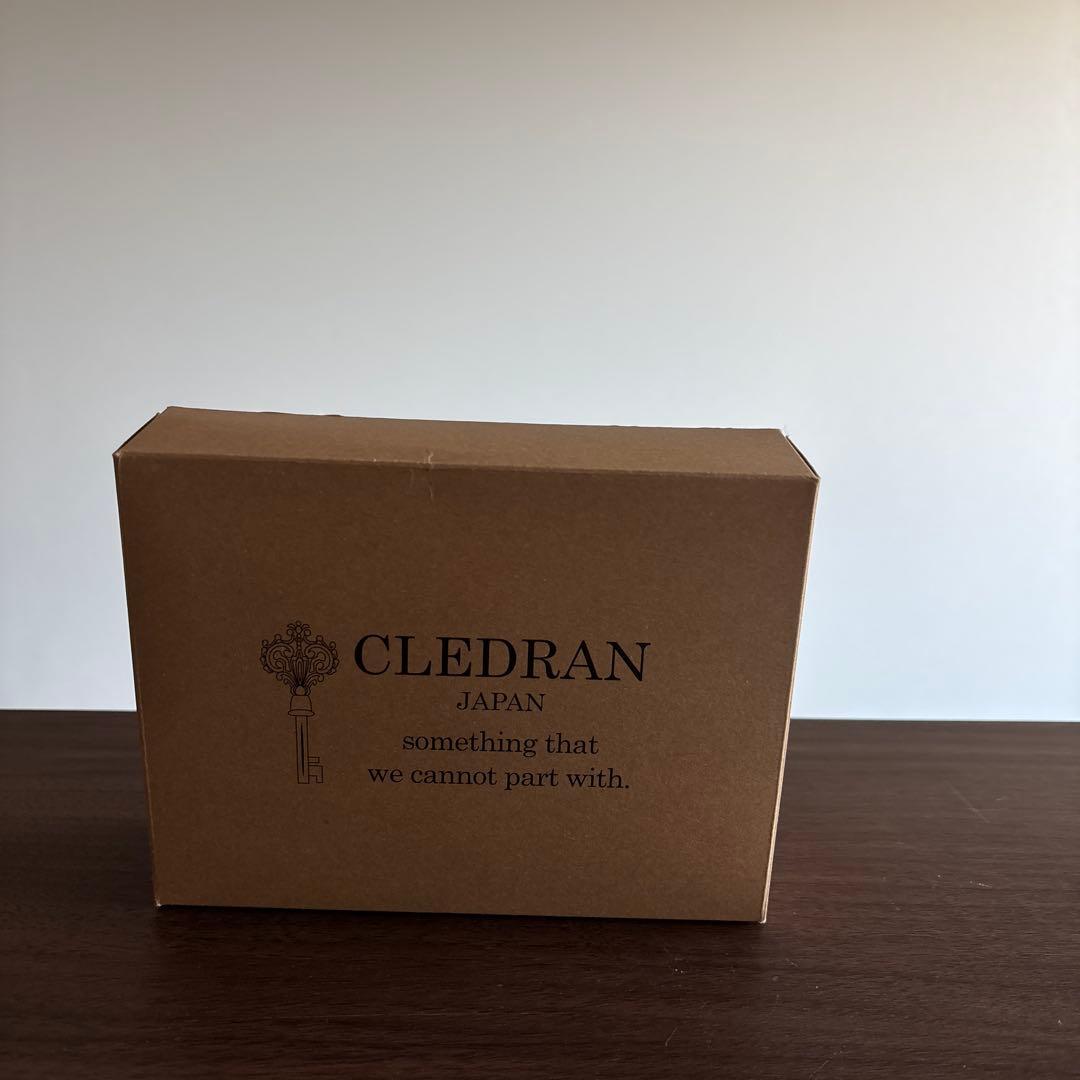 CLEDRAN
JAPAN
something that
we cannot part with.